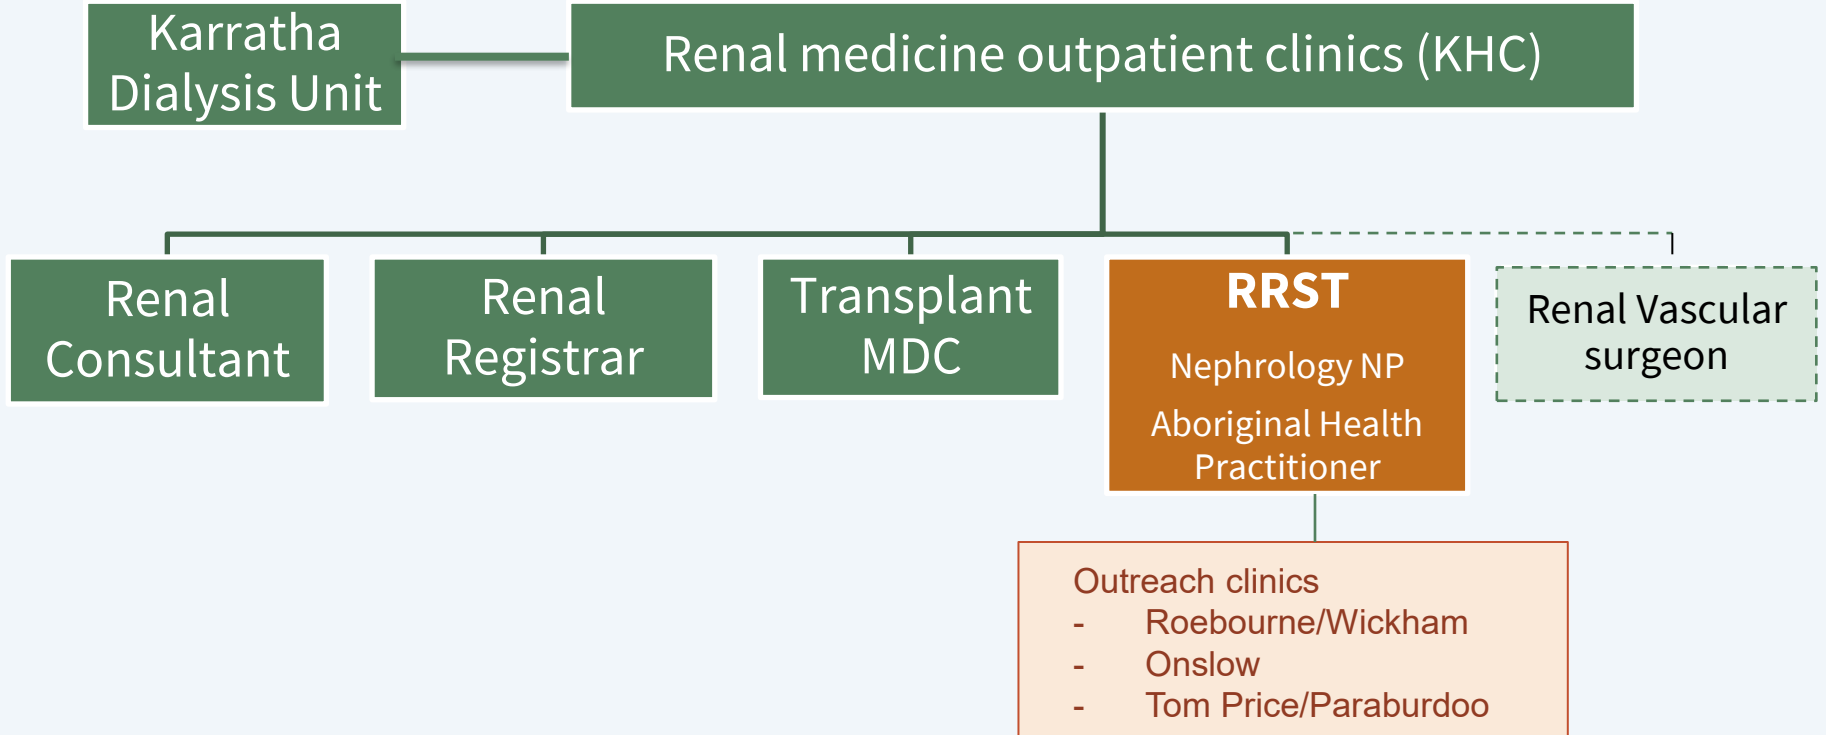 Karratha
Dialysis Unit
Renal medicine outpatient clinics (KHC)
Renal
Consultant
Renal
Registrar
Transplant
MDC
RRST
Nephrology NP
Aboriginal Health
Practitioner
Renal Vascular
surgeon
Outreach clinics
- Roebourne/Wickham
- Onslow
- Tom Price/Paraburdoo